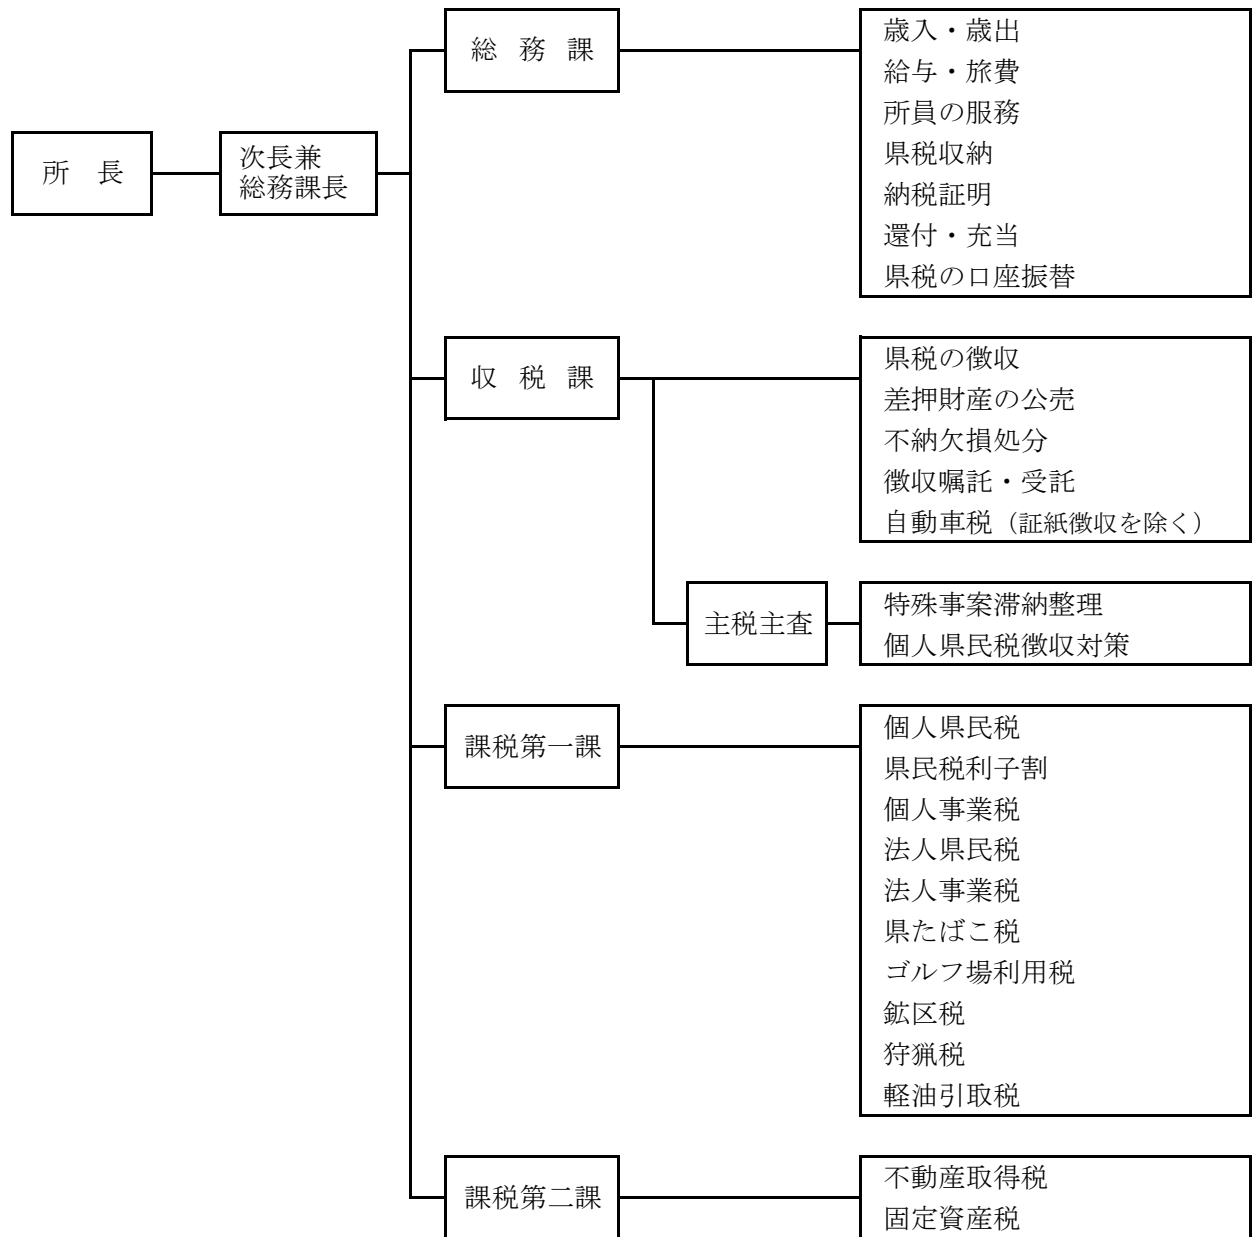 所 長
次長兼
総務課長
総 務 課
歳入・歳出
給与・旅費
所員の服務
県税収納
納税証明
還付・充当
県税の口座振替
収 税 課
県税の徴収
差押財産の公売
不納欠損処分
徴収嘱託・受託
自動車税（証紙徴収を除く）
主税主査
特殊事案滞納整理
個人県民税徴収対策
課税第一課
個人県民税
県民税利子割
個人事業税
法人県民税
法人事業税
県たばこ税
ゴルフ場利用税
鉱区税
狩猟税
軽油引取税
課税第二課
不動産取得税
固定資産税